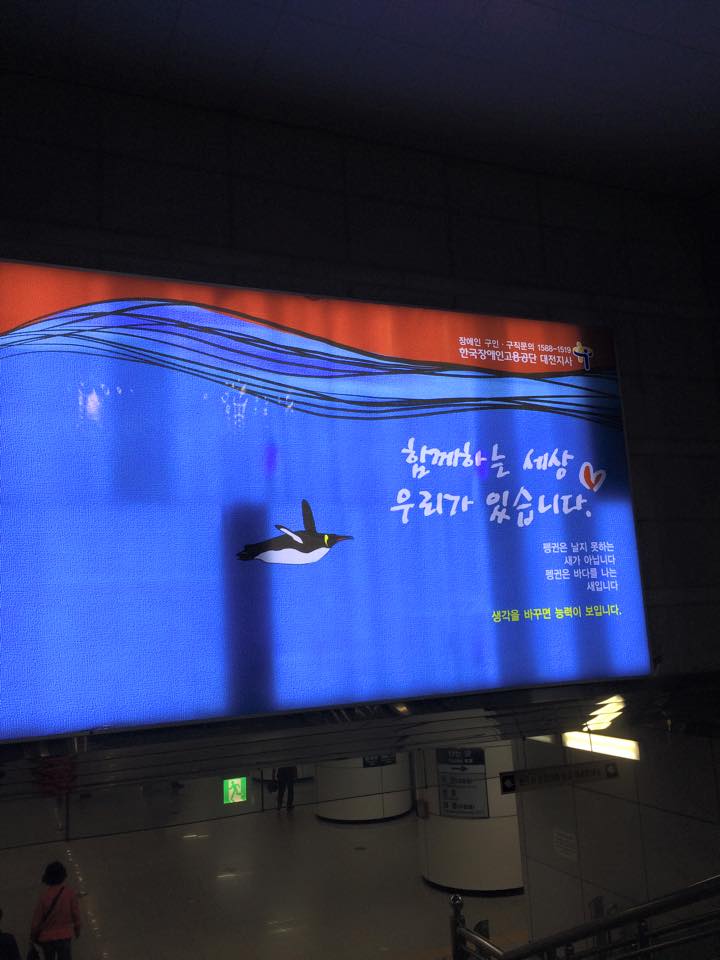 장애인 구인·구직문의 1588-1519
한국장애인고용공단 대전지사
함께하는 세상
우리가 있습니다.
펭귄은 날지 못하는
새가 아닙니다
펭귄은 바다를 나는
새입니다
생각을 바꾸면 능력이 보입니다.